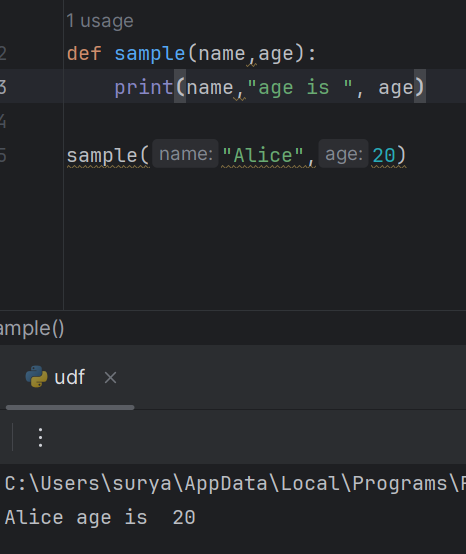 1 usage
2 def sample(name,age):
3     print(name,"age is ", age)
4
5 sample( name: "Alice", age: 20)
ample()
udf
C:\Users\surya\AppData\Local\Programs\
Alice age is  20